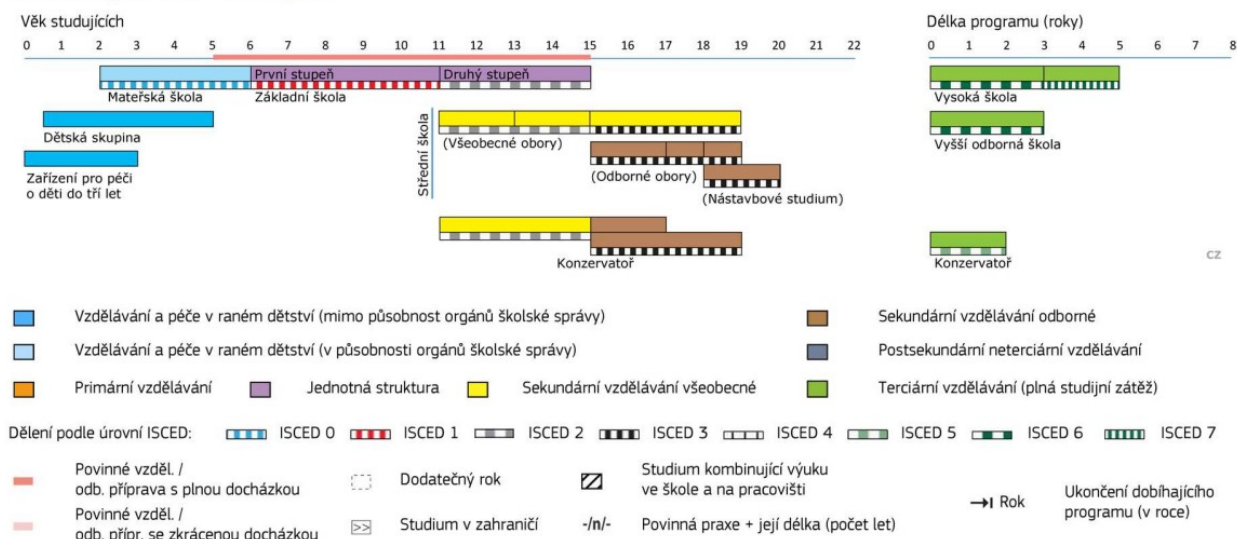 Věk studujících
Délka programu (roky)
0 1 2 3 4 5 6 7 8 9 10 11 12 13 14 15 16 17 18 19 20 21 22
0 1 2 3 4 5 6 7 8
První stupeň
Druhý stupeň
Mateřská škola
Základní škola
Vysoká škola
Dětská skupina
Střední škola
(Všeobecné obory)
Vyšší odborná škola
Zařízení pro péči
o děti do tří let
(Odborné obory)
(Nástavbové studium)
Konzervatoř
Konzervatoř
CZ
Vzdělávání a péče v raném dětství (mimo působnost orgánů školské správy)
Sekundární vzdělávání odborné
Vzdělávání a péče v raném dětství (v působnosti orgánů školské správy)
Postsekundární neterciární vzdělávání
Primární vzdělávání
Jednotná struktura
Sekundární vzdělávání všeobecné
Terciární vzdělávání (plná studijní zátěž)
Dělení podle úrovní ISCED: ISCED 0 ISCED 1 ISCED 2 ISCED 3 ISCED 4 ISCED 5 ISCED 6 ISCED 7
Povinné vzděl. /
odb. příprava s plnou docházkou
Dodatečný rok
Studium kombinující výuku
ve škole a na pracovišti
Rok
Ukončení dobíhajícího
programu (v roce)
Povinné vzděl. /
odb. přípr. se zkrácenou docházkou
>> Studium v zahraničí
-/n/- Povinná praxe + její délka (počet let)